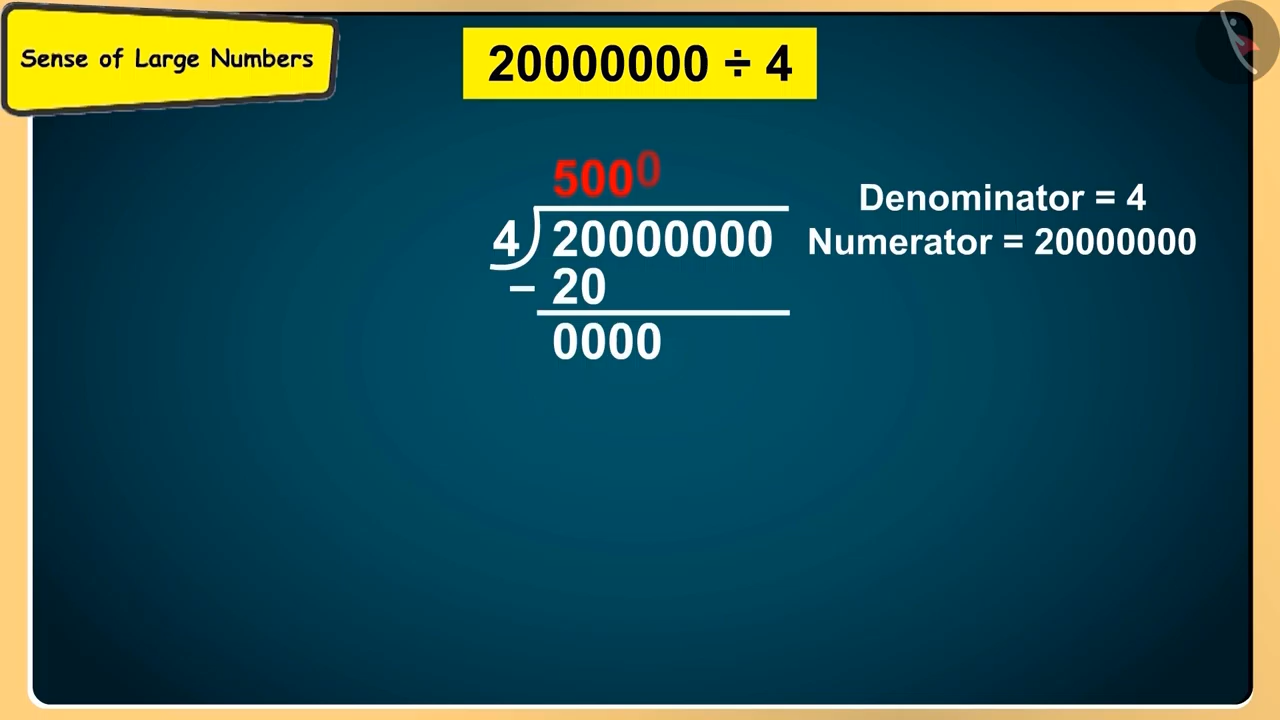 Sense of Large Numbers
20000000 ÷ 4
5000
4 20000000
Denominator = 4
Numerator = 20000000
– 20
0000